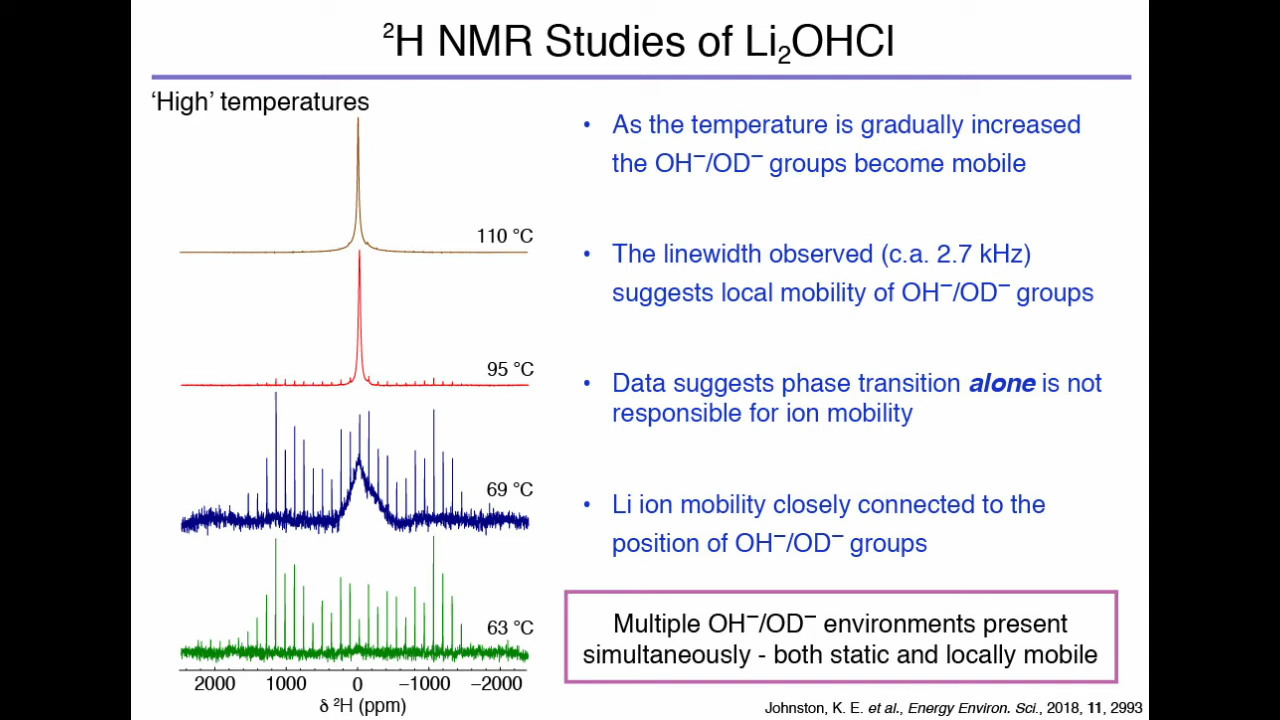 ²H NMR Studies of Li₂OHCl
‘High’ temperatures
110 °C
95 °C
69 °C
63 °C
2000 1000 0 −1000 −2000
δ ²H (ppm)
• As the temperature is gradually increased
the OH⁻/OD⁻ groups become mobile
• The linewidth observed (c.a. 2.7 kHz)
suggests local mobility of OH⁻/OD⁻ groups
• Data suggests phase transition alone is not
responsible for ion mobility
• Li ion mobility closely connected to the
position of OH⁻/OD⁻ groups
Multiple OH⁻/OD⁻ environments present
simultaneously - both static and locally mobile
Johnston, K. E. et al., Energy Environ. Sci., 2018, 11, 2993